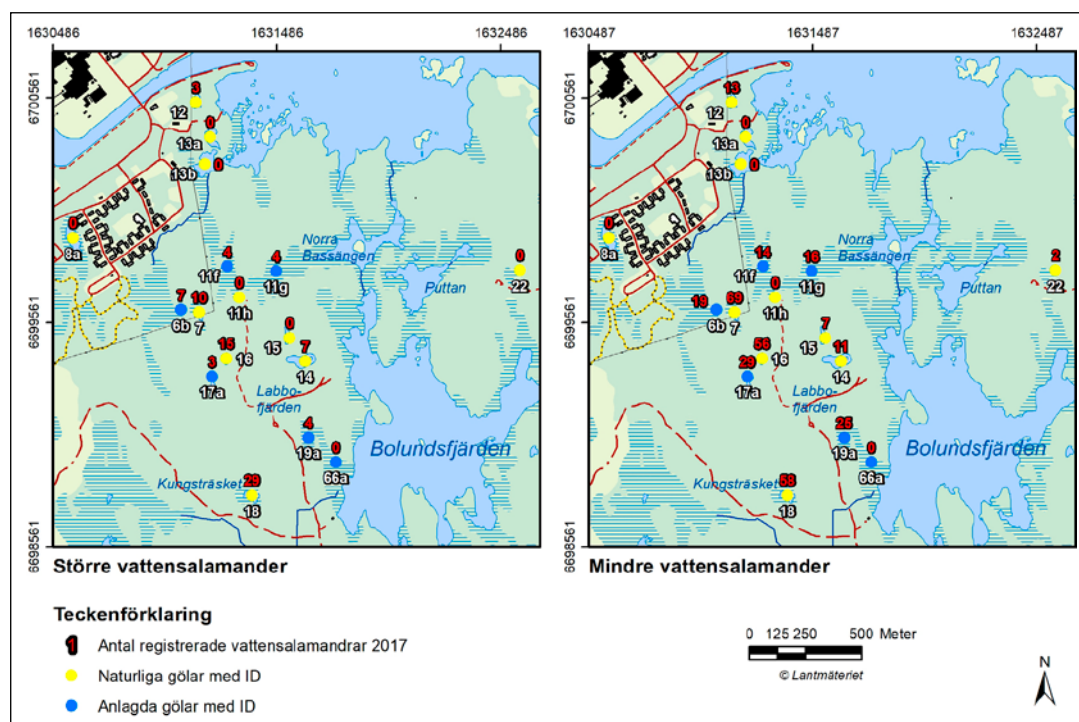 1630486 1631486 1632486
6700561
6699561
6698561
3
12
0
13a
0
13b
0
8a
4
11f
4
11g
0
11h
7
6b
10
7
0
15
7
14
15
16
3
17a
4
19a
0
66a
29
18
0
22
Norra
Bassängen
Puttan
Labbo-
fjärden
Bolundsfjärden
Kungsträsket
Större vattensalamander
1630487 1631487 1632487
6700561
6699561
6698561
13
12
0
13a
0
13b
0
8a
14
11f
16
11g
0
11h
19
6b
69
7
7
15
11
14
56
16
29
17a
25
19a
0
66a
58
18
2
22
Norra
Bassängen
Puttan
Labbo-
fjärden
Bolundsfjärden
Kungsträsket
Mindre vattensalamander
Teckenförklaring
1 Antal registrerade vattensalamandrar 2017
Naturliga gölar med ID
Anlagda gölar med ID
0 125 250 500 Meter
© Lantmäteriet
N